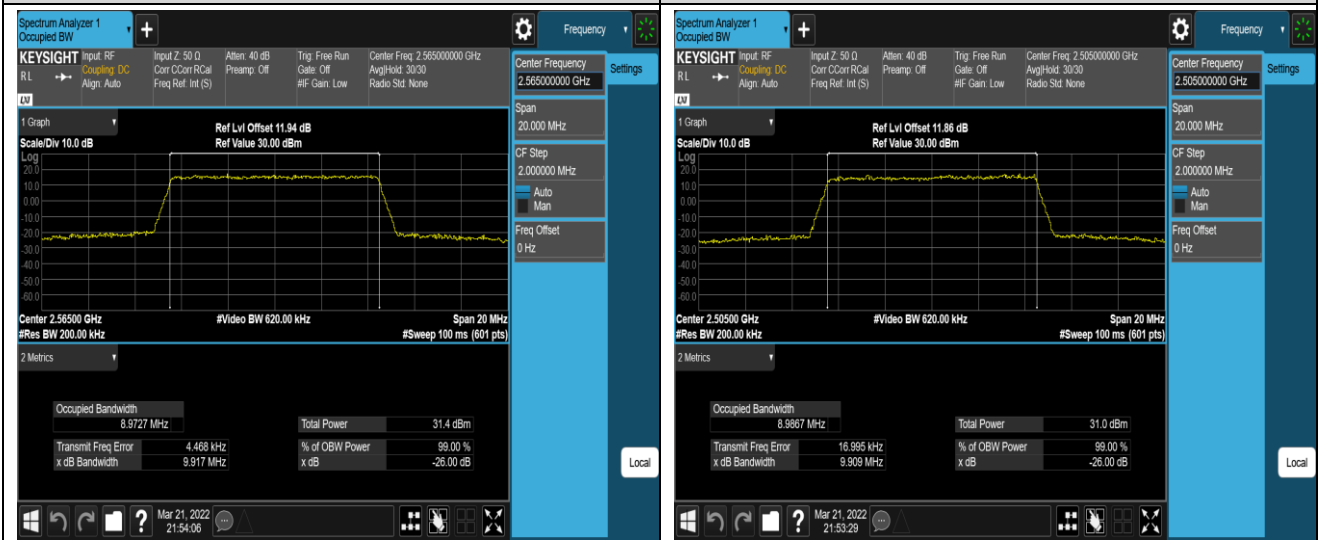 Spectrum Analyzer 1
Occupied BW
+
Frequency
KEYSIGHT
RL
LXI
Input: RF
Coupling: DC
Align: Auto
Input Z: 50 Ω
Corr CCorr RCal
Freq Ref: Int (S)
Atten: 40 dB
Preamp: Off
Trig: Free Run
Gate: Off
#IF Gain: Low
Center Freq: 2.565000000 GHz
Avg|Hold: 30/30
Radio Std: None
Center Frequency
2.565000000 GHz
Settings
Span
20.000 MHz
CF Step
2.000000 MHz
Auto
Man
Freq Offset
0 Hz
1 Graph
Scale/Div 10.0 dB
Ref Lvl Offset 11.94 dB
Ref Value 30.00 dBm
Log
20.0
10.0
0.00
-10.0
-20.0
-30.0
-40.0
-50.0
-60.0
Center 2.56500 GHz
#Res BW 200.00 kHz
#Video BW 620.00 kHz
Span 20 MHz
#Sweep 100 ms (601 pts)
2 Metrics
Occupied Bandwidth
8.9727 MHz
Total Power 31.4 dBm
Transmit Freq Error 4.468 kHz
% of OBW Power 99.00 %
x dB Bandwidth 9.917 MHz
x dB -26.00 dB
Local
?
Mar 21, 2022
21:54:06
Spectrum Analyzer 1
Occupied BW
+
Frequency
KEYSIGHT
RL
LXI
Input: RF
Coupling: DC
Align: Auto
Input Z: 50 Ω
Corr CCorr RCal
Freq Ref: Int (S)
Atten: 40 dB
Preamp: Off
Trig: Free Run
Gate: Off
#IF Gain: Low
Center Freq: 2.505000000 GHz
Avg|Hold: 30/30
Radio Std: None
Center Frequency
2.505000000 GHz
Settings
Span
20.000 MHz
CF Step
2.000000 MHz
Auto
Man
Freq Offset
0 Hz
1 Graph
Scale/Div 10.0 dB
Ref Lvl Offset 11.86 dB
Ref Value 30.00 dBm
Log
20.0
10.0
0.00
-10.0
-20.0
-30.0
-40.0
-50.0
-60.0
Center 2.50500 GHz
#Res BW 200.00 kHz
#Video BW 620.00 kHz
Span 20 MHz
#Sweep 100 ms (601 pts)
2 Metrics
Occupied Bandwidth
8.9867 MHz
Total Power 31.0 dBm
Transmit Freq Error 16.995 kHz
% of OBW Power 99.00 %
x dB Bandwidth 9.909 MHz
x dB -26.00 dB
Local
?
Mar 21, 2022
21:53:29